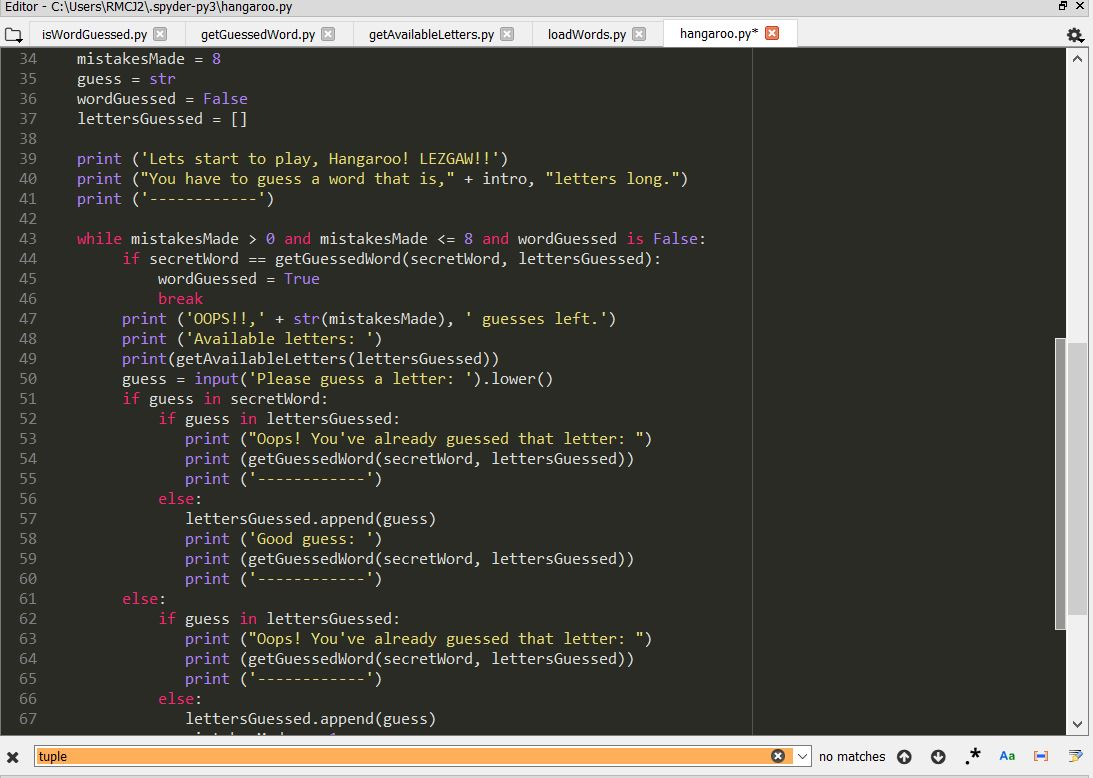 Editor - C:\Users\RMCJ2\.spyder-py3\hangaroo.py
isWordGuessed.py getGuessedWord.py getAvailableLetters.py loadWords.py hangaroo.py*
34 mistakesMade = 8
35 guess = str
36 wordGuessed = False
37 lettersGuessed = []
38
39 print ('Lets start to play, Hangaroo! LEZGAW!!')
40 print ("You have to guess a word that is," + intro, "letters long.")
41 print ('------------')
42
43 while mistakesMade > 0 and mistakesMade <= 8 and wordGuessed is False:
44 if secretWord == getGuessedWord(secretWord, lettersGuessed):
45 wordGuessed = True
46 break
47 print ('OOPS!!,' + str(mistakesMade), ' guesses left.')
48 print ('Available letters: ')
49 print(getAvailableLetters(lettersGuessed))
50 guess = input('Please guess a letter: ').lower()
51 if guess in secretWord:
52 if guess in lettersGuessed:
53 print ("Oops! You've already guessed that letter: ")
54 print (getGuessedWord(secretWord, lettersGuessed))
55 print ('------------')
56 else:
57 lettersGuessed.append(guess)
58 print ('Good guess: ')
59 print (getGuessedWord(secretWord, lettersGuessed))
60 print ('------------')
61 else:
62 if guess in lettersGuessed:
63 print ("Oops! You've already guessed that letter: ")
64 print (getGuessedWord(secretWord, lettersGuessed))
65 print ('------------')
66 else:
67 lettersGuessed.append(guess)
tuple no matches .* Aa